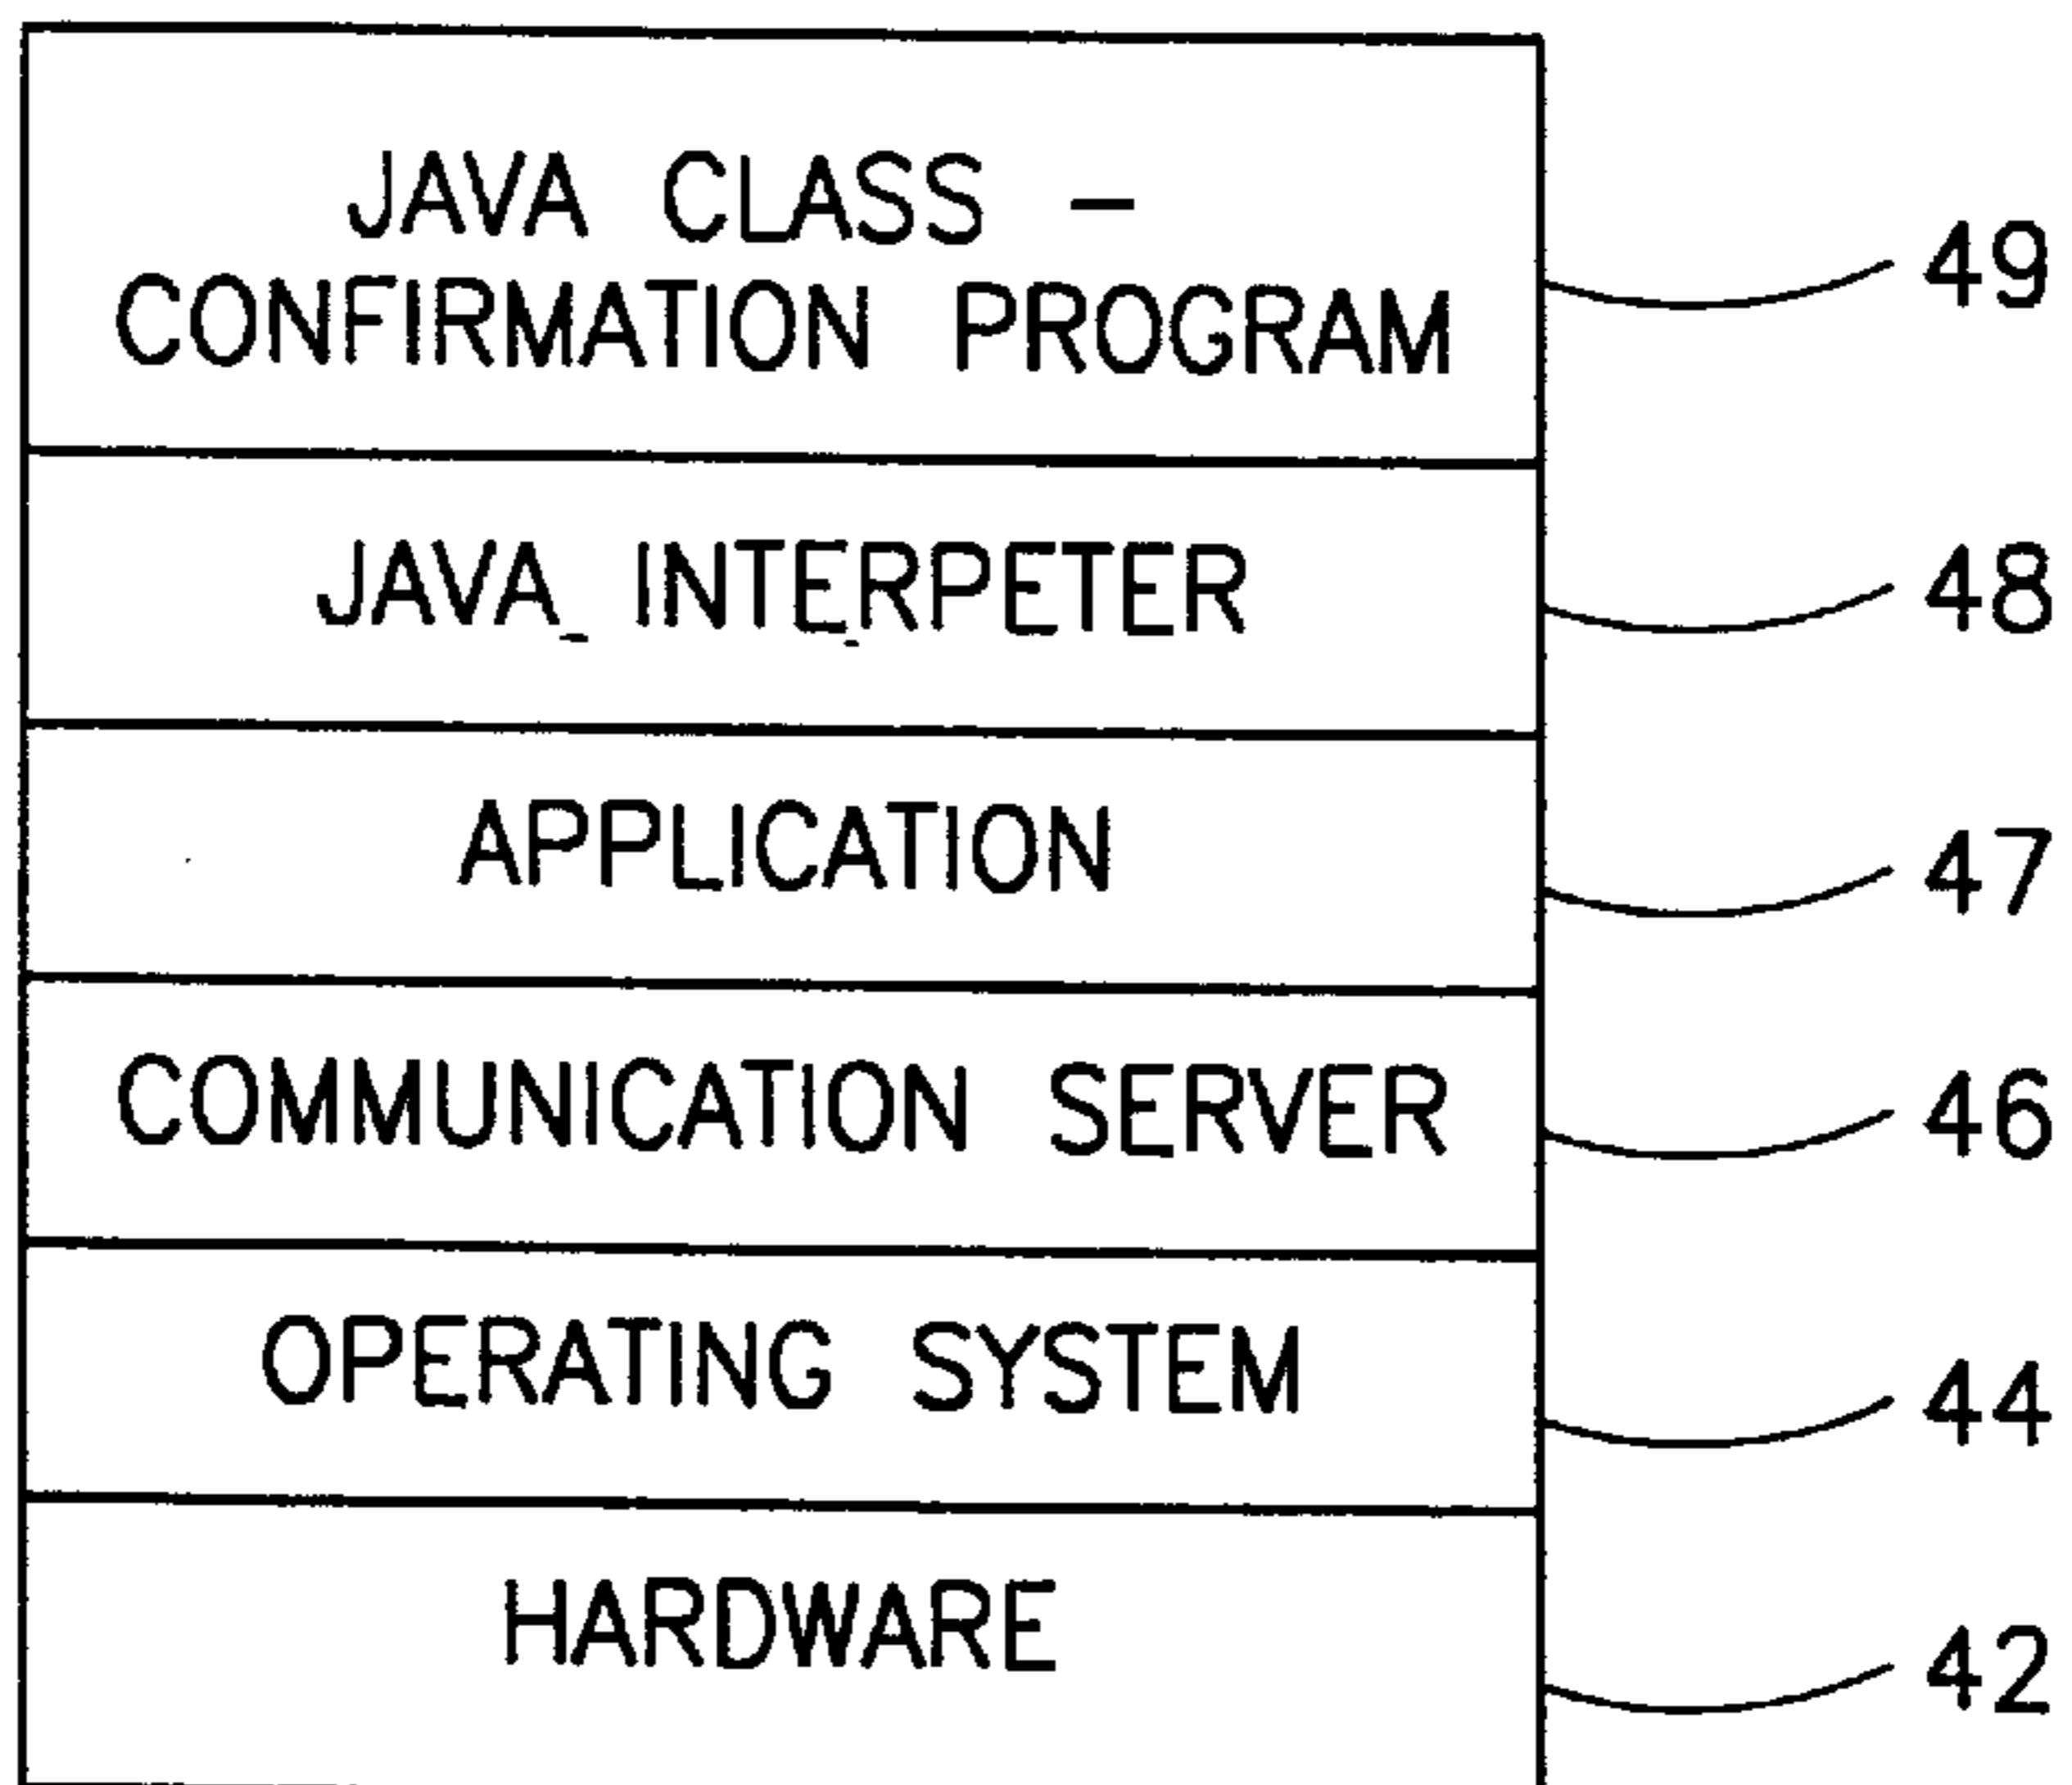 JAVA CLASS –
CONFIRMATION PROGRAM
49
JAVA INTERPETER
48
APPLICATION
47
COMMUNICATION SERVER
46
OPERATING SYSTEM
44
HARDWARE
42